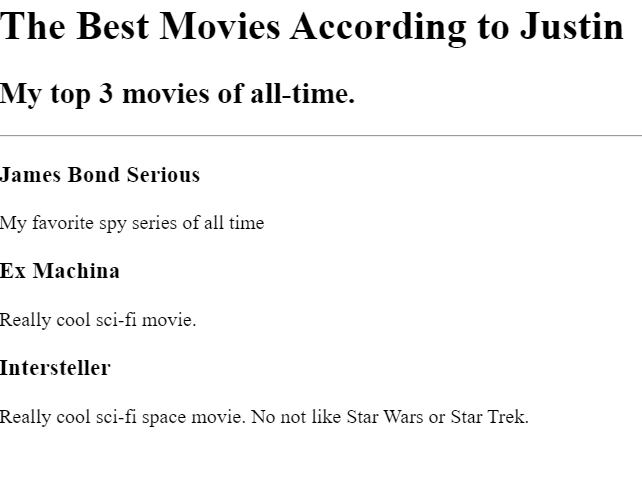 The Best Movies According to Justin
My top 3 movies of all-time.
James Bond Serious
My favorite spy series of all time
Ex Machina
Really cool sci-fi movie.
Intersteller
Really cool sci-fi space movie. No not like Star Wars or Star Trek.